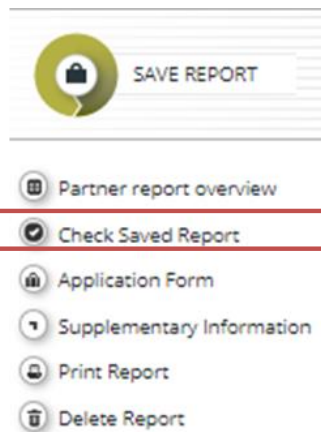 SAVE REPORT
Partner report overview
Check Saved Report
Application Form
Supplementary Information
Print Report
Delete Report